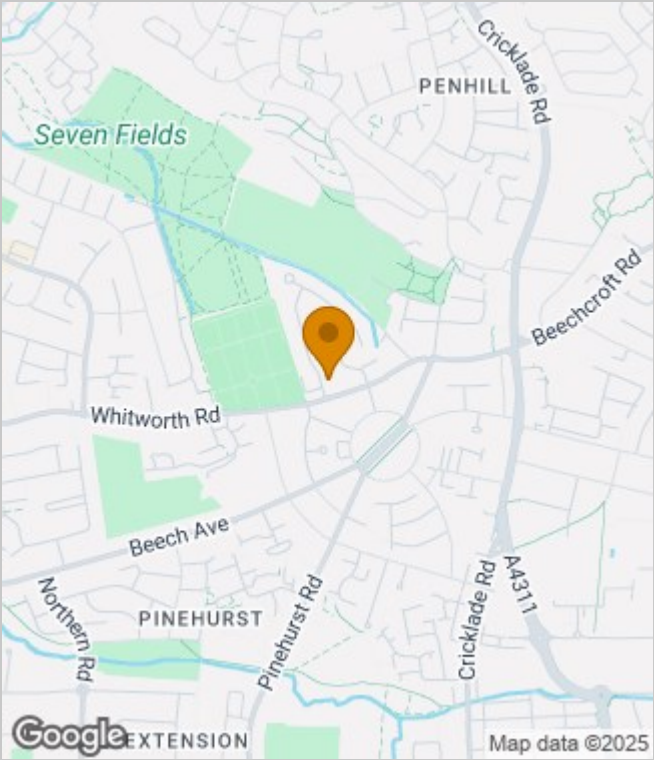 Cricklade Rd
PENHILL
Seven Fields
Beechcroft Rd
Whitworth Rd
Beech Ave
A4311
Northern Rd
Pinehurst Rd
Cricklade Rd
PINEHURST
Google
EXTENSION
Map data ©2025